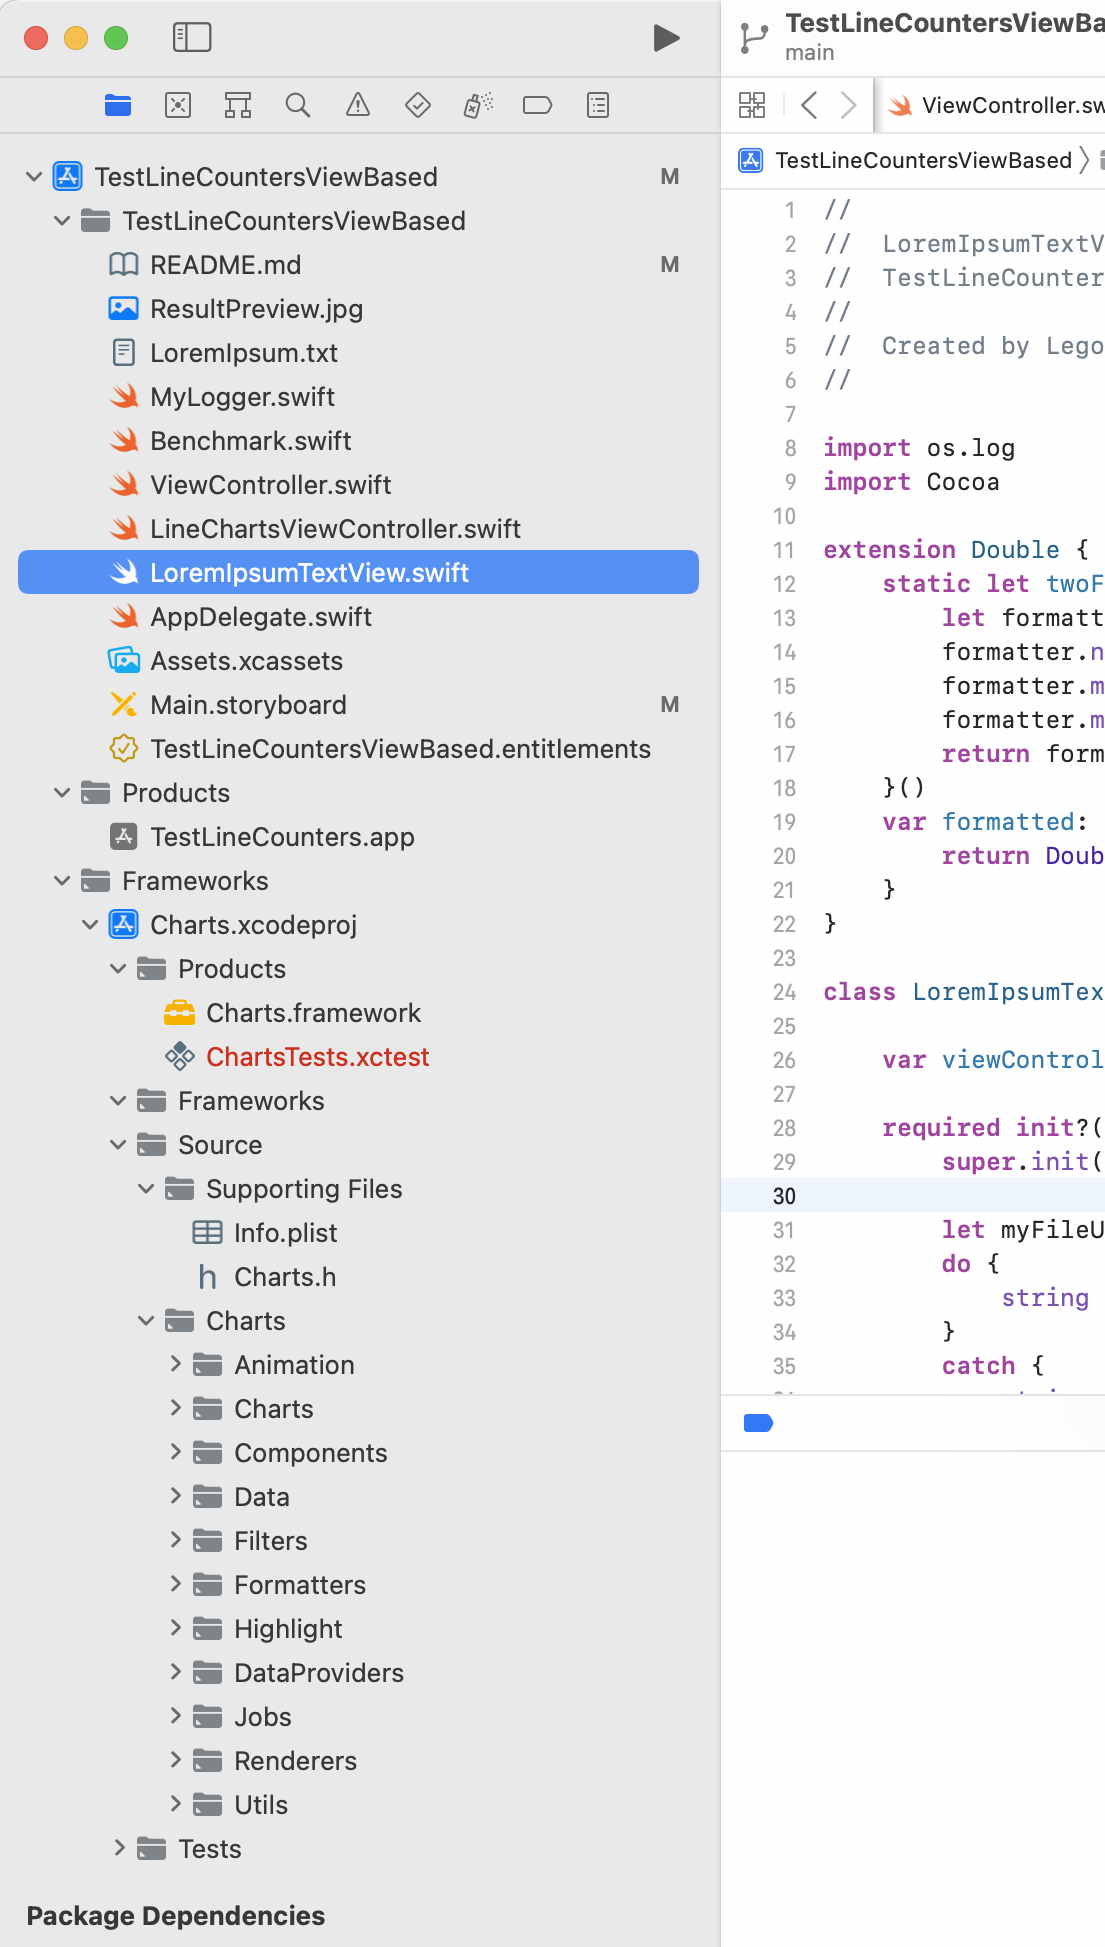 TestLineCountersViewBa
main
ViewController.sw
TestLineCountersViewBased
TestLineCountersViewBased
M
TestLineCountersViewBased
README.md
M
ResultPreview.jpg
LoremIpsum.txt
MyLogger.swift
Benchmark.swift
ViewController.swift
LineChartsViewController.swift
LoremIpsumTextView.swift
AppDelegate.swift
Assets.xcassets
Main.storyboard
M
TestLineCountersViewBased.entitlements
Products
TestLineCounters.app
Frameworks
Charts.xcodeproj
Products
Charts.framework
ChartsTests.xctest
Frameworks
Source
Supporting Files
Info.plist
h Charts.h
Charts
Animation
Charts
Components
Data
Filters
Formatters
Highlight
DataProviders
Jobs
Renderers
Utils
Tests
Package Dependencies
1 //
2 //  LoremIpsumTextV
3 //  TestLineCounter
4 //
5 //  Created by Lego
6 //
7
8 import os.log
9 import Cocoa
10
11 extension Double {
12     static let twoF
13         let formatt
14         formatter.n
15         formatter.m
16         formatter.m
17         return form
18     }()
19     var formatted:
20         return Doub
21     }
22 }
23
24 class LoremIpsumTex
25
26     var viewControl
27
28     required init?(
29         super.init(
30
31         let myFileU
32         do {
33             string
34         }
35         catch {